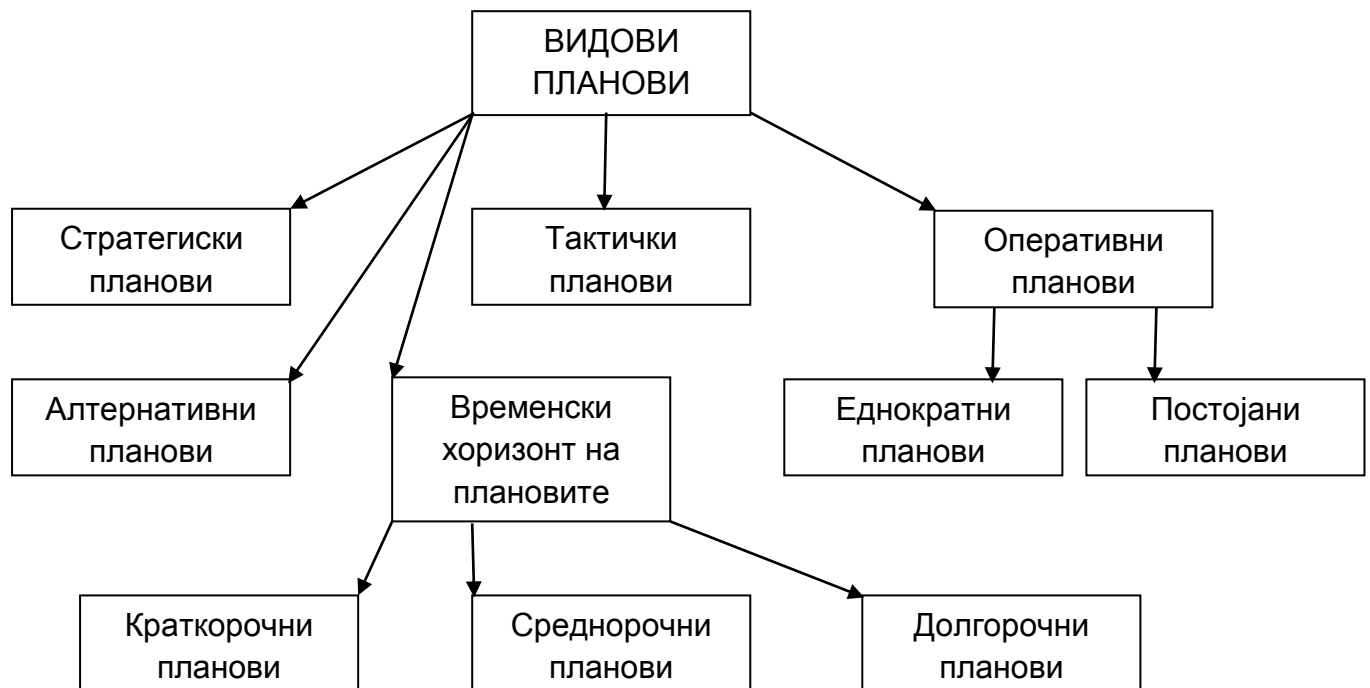 ВИДОВИ
ПЛАНОВИ
Стратегиски
планови
Тактички
планови
Оперативни
планови
Алтернативни
планови
Временски
хоризонт на
плановите
Еднократни
планови
Постојани
планови
Краткорочни
планови
Среднорочни
планови
Долгорочни
планови